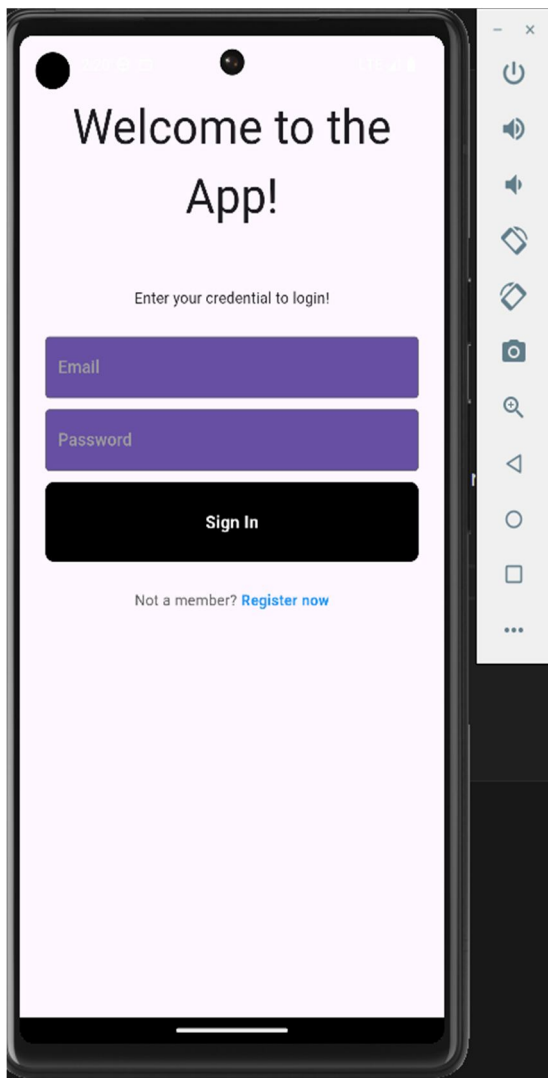 Welcome to the
App!
Enter your credential to login!
Email
Password
Sign In
Not a member? Register now